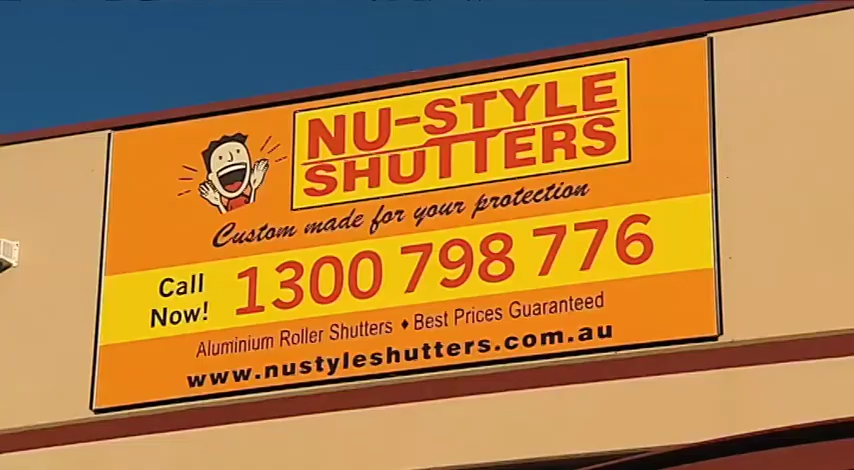 NU-STYLE
SHUTTERS
Custom made for your protection
Call
Now!
1300 798 776
Aluminium Roller Shutters ♦ Best Prices Guaranteed
www.nustyleshutters.com.au